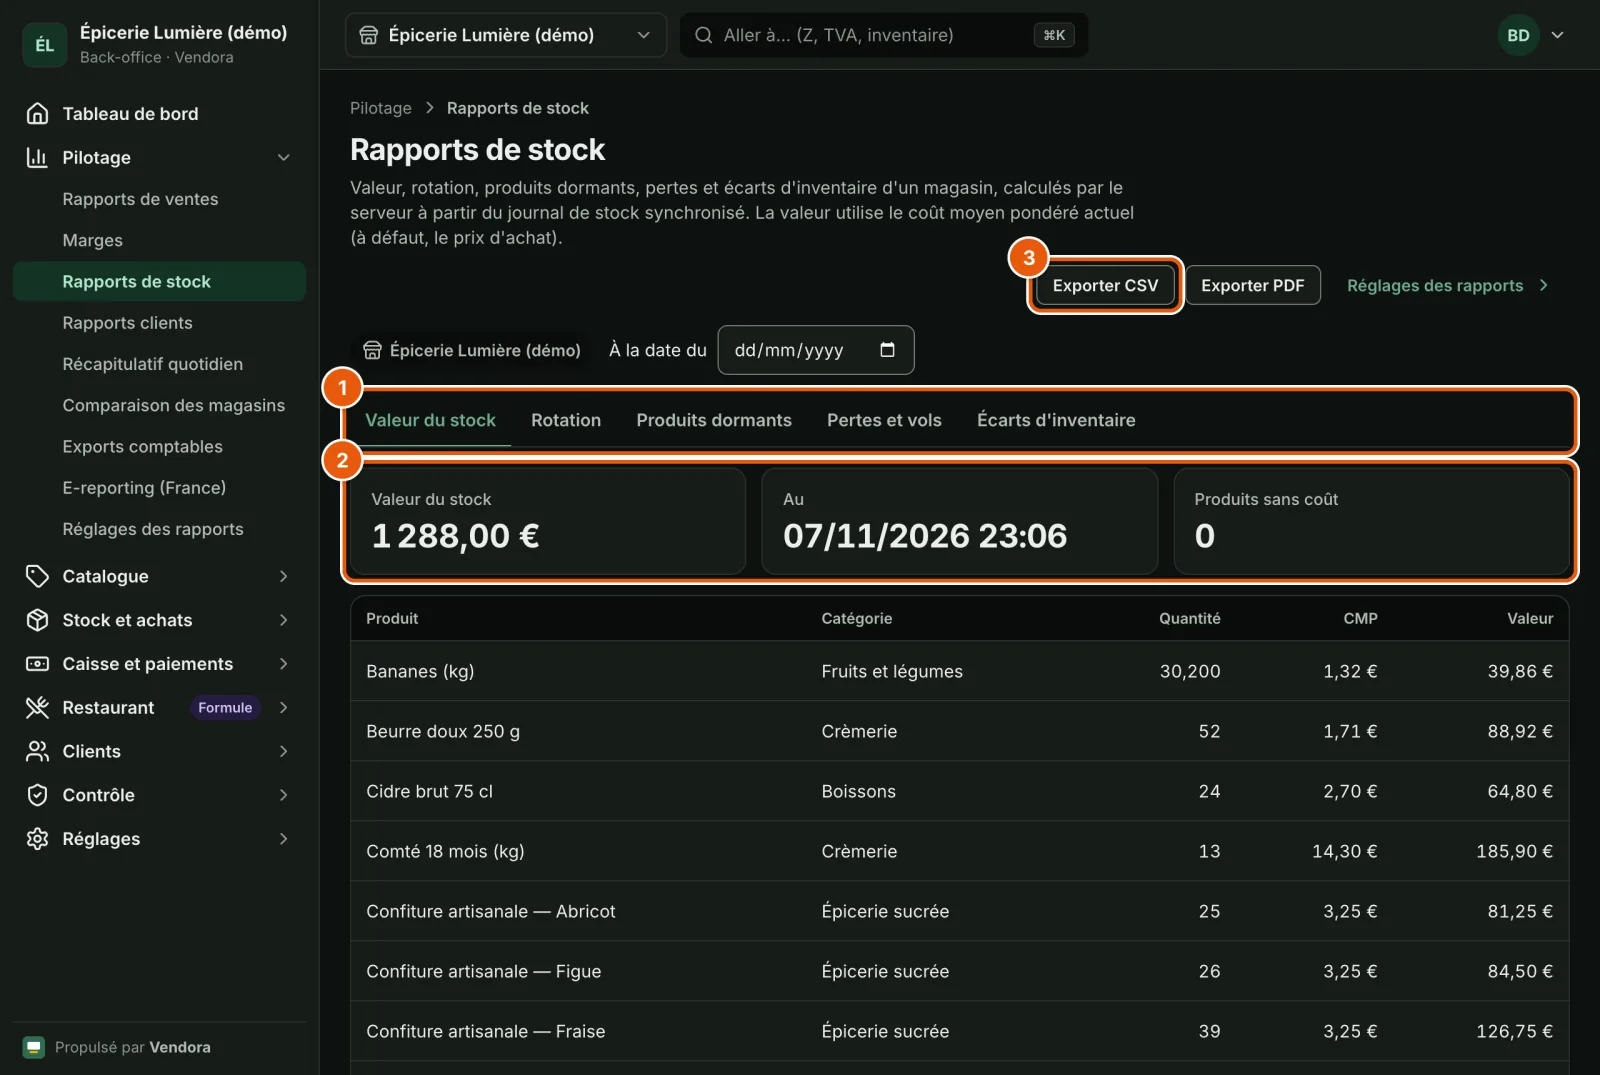 ÉL
Épicerie Lumière (démo)
Back-office · Vendora
Épicerie Lumière (démo)
Aller à... (Z, TVA, inventaire)
⌘K
BD
Tableau de bord
Pilotage
Rapports de ventes
Marges
Rapports de stock
Rapports clients
Récapitulatif quotidien
Comparaison des magasins
Exports comptables
E-reporting (France)
Réglages des rapports
Catalogue
Stock et achats
Caisse et paiements
Restaurant
Formule
Clients
Contrôle
Réglages
Propulsé par Vendora
Pilotage
Rapports de stock
Rapports de stock
Valeur, rotation, produits dormants, pertes et écarts d'inventaire d'un magasin, calculés par le
serveur à partir du journal de stock synchronisé. La valeur utilise le coût moyen pondéré actuel
(à défaut, le prix d'achat).
3
Exporter CSV
Exporter PDF
Réglages des rapports
Épicerie Lumière (démo)
À la date du
dd/mm/yyyy
1
Valeur du stock
Rotation
Produits dormants
Pertes et vols
Écarts d'inventaire
2
Valeur du stock
1 288,00 €
Au
07/11/2026 23:06
Produits sans coût
0
Produit Catégorie Quantité CMP Valeur
Bananes (kg) Fruits et légumes 30,200 1,32 € 39,86 €
Beurre doux 250 g Crèmerie 52 1,71 € 88,92 €
Cidre brut 75 cl Boissons 24 2,70 € 64,80 €
Comté 18 mois (kg) Crèmerie 13 14,30 € 185,90 €
Confiture artisanale — Abricot Épicerie sucrée 25 3,25 € 81,25 €
Confiture artisanale — Figue Épicerie sucrée 26 3,25 € 84,50 €
Confiture artisanale — Fraise Épicerie sucrée 39 3,25 € 126,75 €